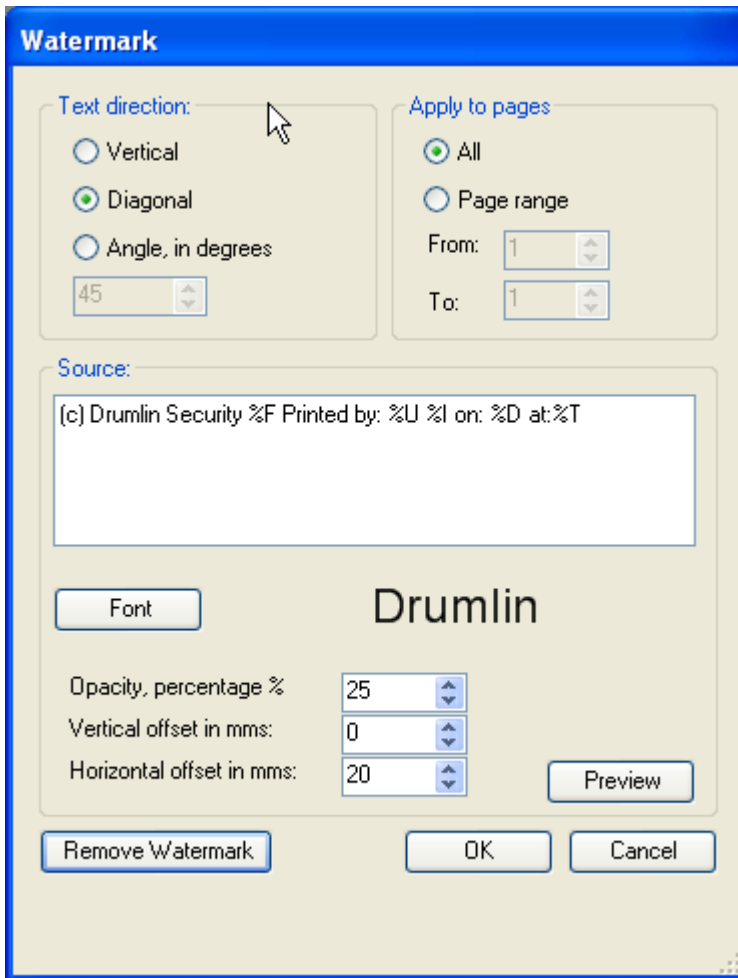 Watermark
Text direction:
Vertical
Diagonal
Angle, in degrees
45
Apply to pages
All
Page range
From: 1
To: 1
Source:
(c) Drumlin Security %F Printed by: %U %I on: %D at:%T
Font
Drumlin
Opacity, percentage % 25
Vertical offset in mms: 0
Horizontal offset in mms: 20
Preview
Remove Watermark
OK
Cancel